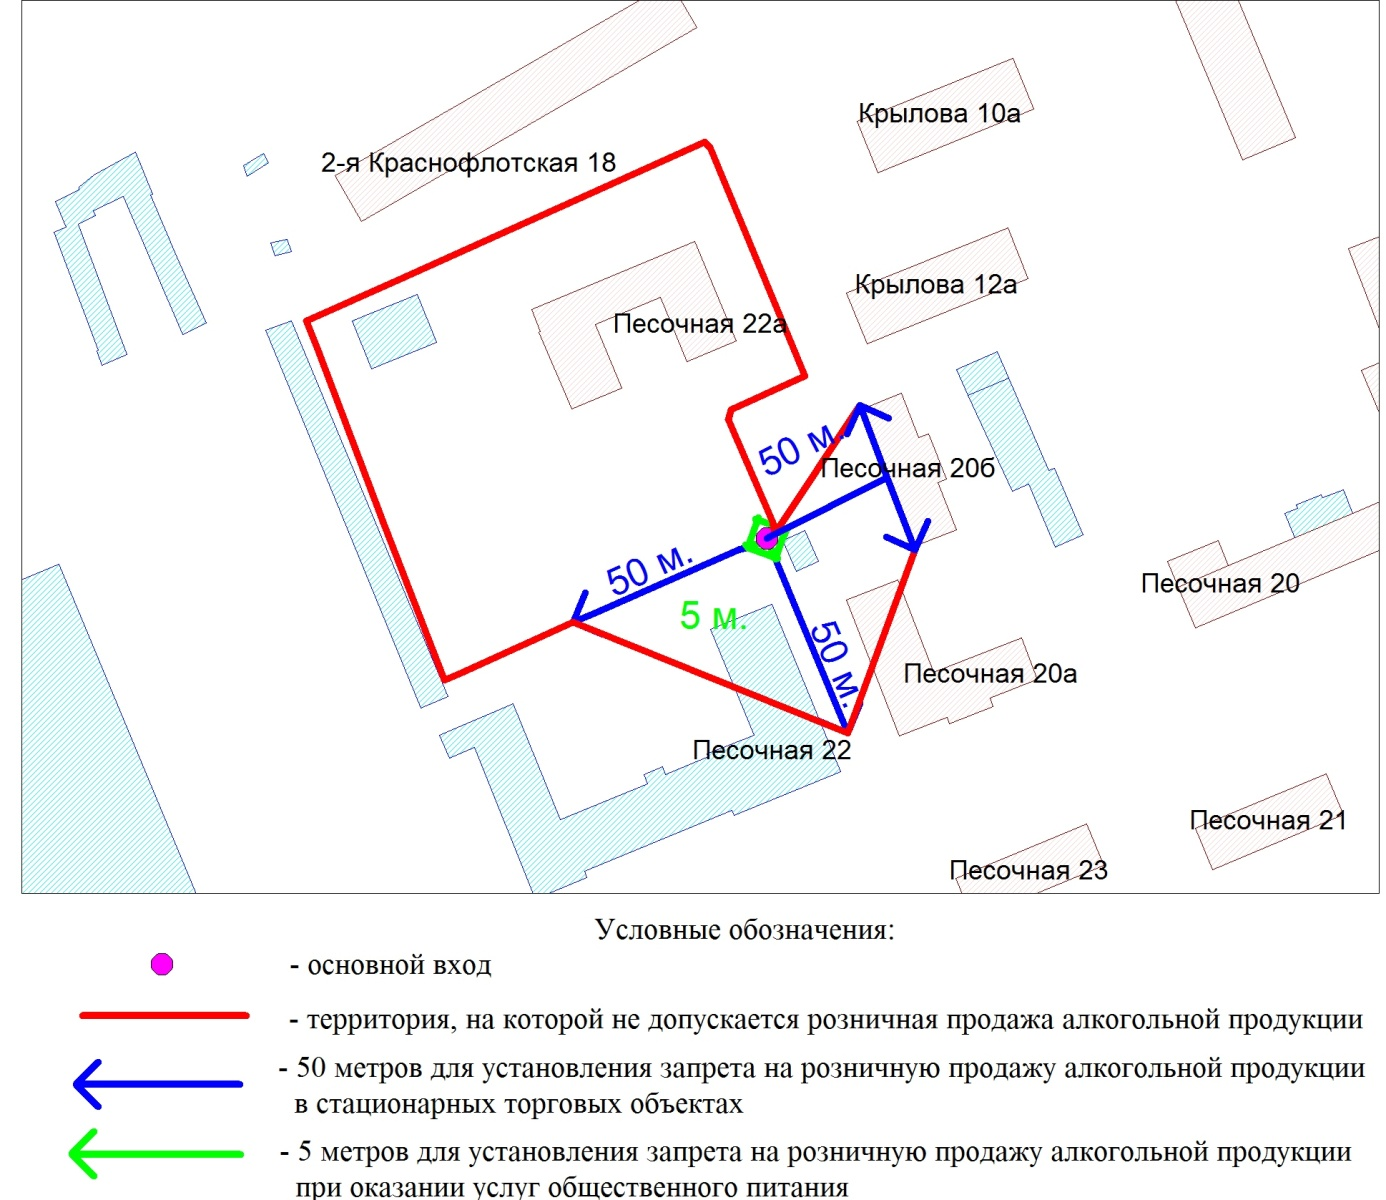 Крылова 10а
2-я Краснофлотская 18
Крылова 12а
Песочная 22а
50 м.
Песочная 20б
50 м.
Песочная 20
5 м.
50 м.
Песочная 20а
Песочная 22
Песочная 21
Песочная 23
Условные обозначения:
- основной вход
- территория, на которой не допускается розничная продажа алкогольной продукции
- 50 метров для установления запрета на розничную продажу алкогольной продукции
в стационарных торговых объектах
- 5 метров для установления запрета на розничную продажу алкогольной продукции
при оказании услуг общественного питания